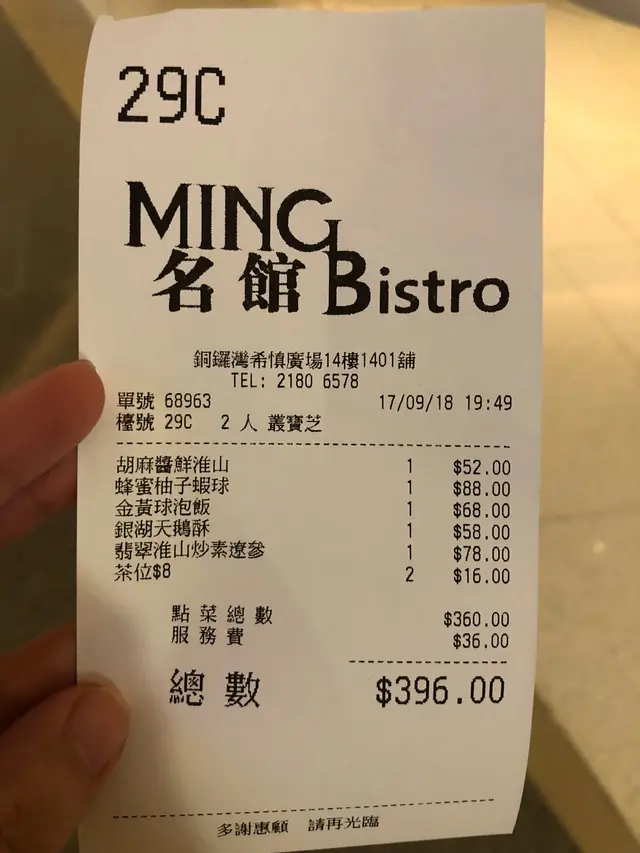 29C
MING
名館 Bistro
銅鑼灣希慎廣場14樓1401舖
TEL: 2180 6578
單號 68963 17/09/18 19:49
檯號 29C 2 人 叢寶芝
胡麻醬鮮淮山 1 $52.00
蜂蜜柚子蝦球 1 $88.00
金黃球泡飯 1 $68.00
銀湖天鵝酥 1 $58.00
翡翠淮山炒素遼參 1 $78.00
茶位$8 2 $16.00
點菜總數 $360.00
服務費 $36.00
總數 $396.00
多謝惠顧 請再光臨